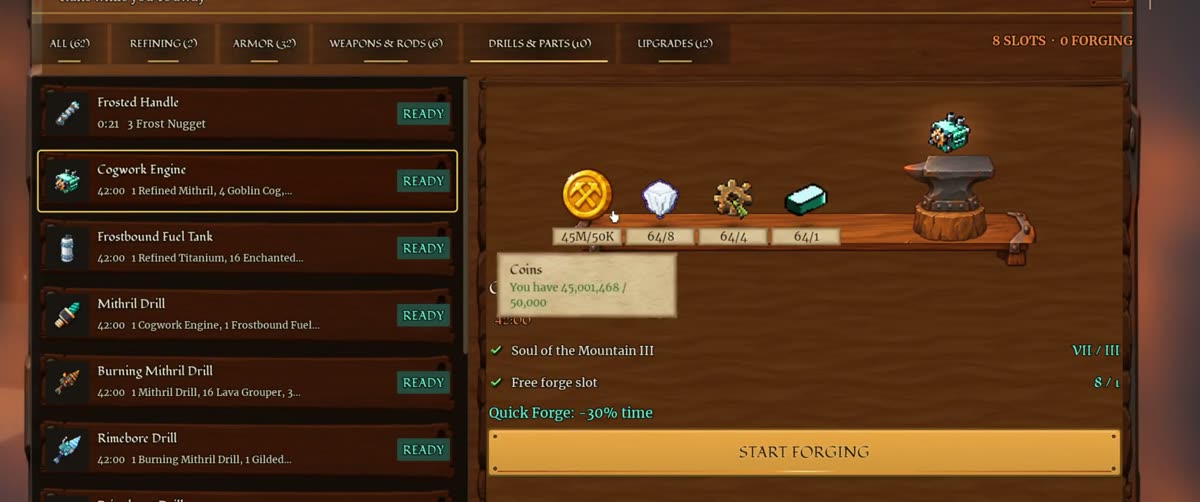 ALL (62)
REFINING (2)
ARMOR (32)
WEAPONS & RODS (6)
DRILLS & PARTS (10)
UPGRADES (12)
8 SLOTS · 0 FORGING
Frosted Handle
0:21 3 Frost Nugget
READY
Cogwork Engine
42:00 1 Refined Mithril, 4 Goblin Cog,...
READY
Frostbound Fuel Tank
42:00 1 Refined Titanium, 16 Enchanted...
READY
Mithril Drill
42:00 1 Cogwork Engine, 1 Frostbound Fuel...
READY
Burning Mithril Drill
42:00 1 Mithril Drill, 16 Lava Grouper, 3...
READY
Rimebore Drill
42:00 1 Burning Mithril Drill, 1 Gilded...
READY
45M/50K
64/8
64/4
64/1
Coins
You have 45,001,468 /
50,000
42:00
Soul of the Mountain III
VII / III
Free forge slot
8 / 1
Quick Forge: -30% time
START FORGING